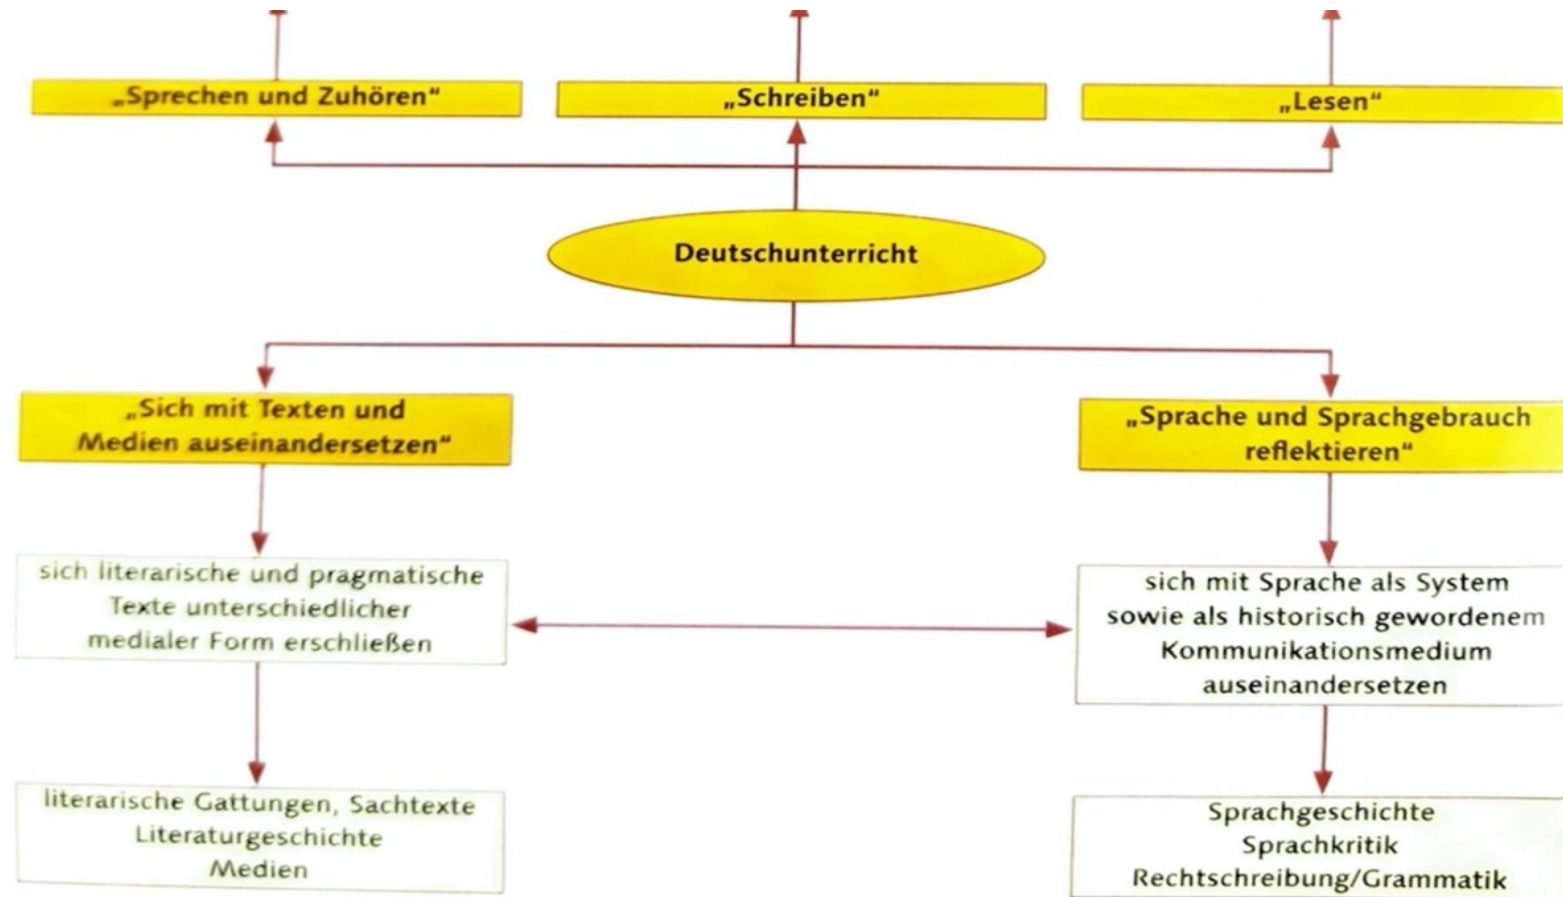 „Sprechen und Zuhören“
„Schreiben“
„Lesen“
Deutschunterricht
„Sich mit Texten und
Medien auseinandersetzen“
„Sprache und Sprachgebrauch
reflektieren“
sich literarische und pragmatische
Texte unterschiedlicher
medialer Form erschließen
sich mit Sprache als System
sowie als historisch gewordenem
Kommunikationsmedium
auseinandersetzen
literarische Gattungen, Sachtexte
Literaturgeschichte
Medien
Sprachgeschichte
Sprachkritik
Rechtschreibung/Grammatik